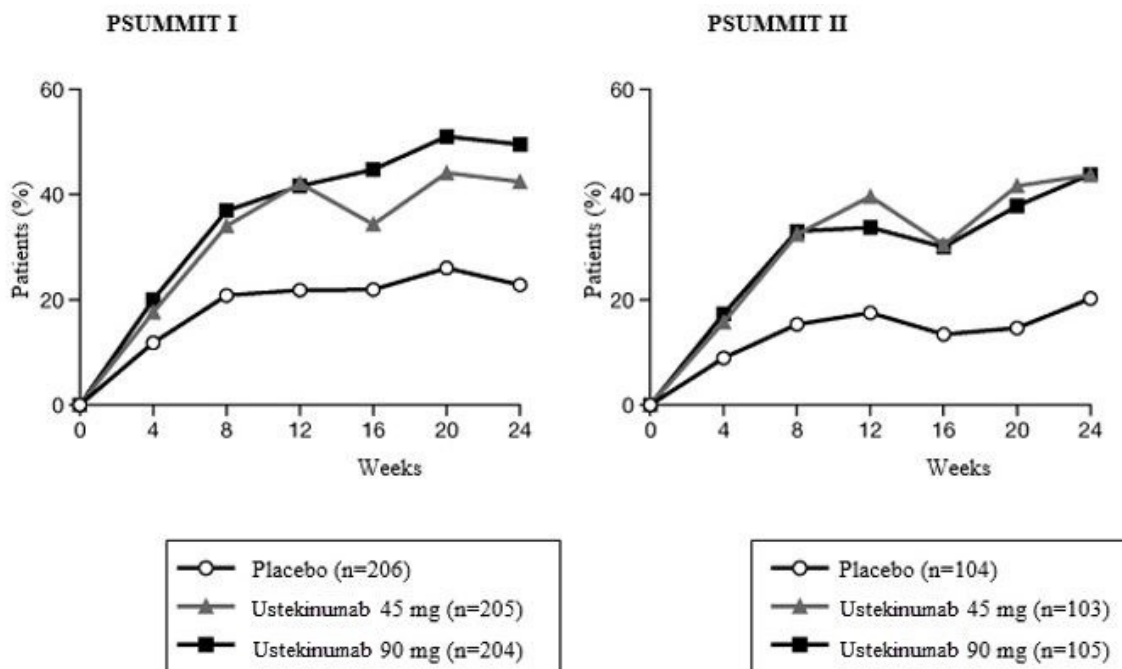 PSUMMIT I
60
40
20
0
Patients (%)
0 4 8 12 16 20 24
Weeks
Placebo (n=206)
Ustekinumab 45 mg (n=205)
Ustekinumab 90 mg (n=204)
PSUMMIT II
60
40
20
0
Patients (%)
0 4 8 12 16 20 24
Weeks
Placebo (n=104)
Ustekinumab 45 mg (n=103)
Ustekinumab 90 mg (n=105)